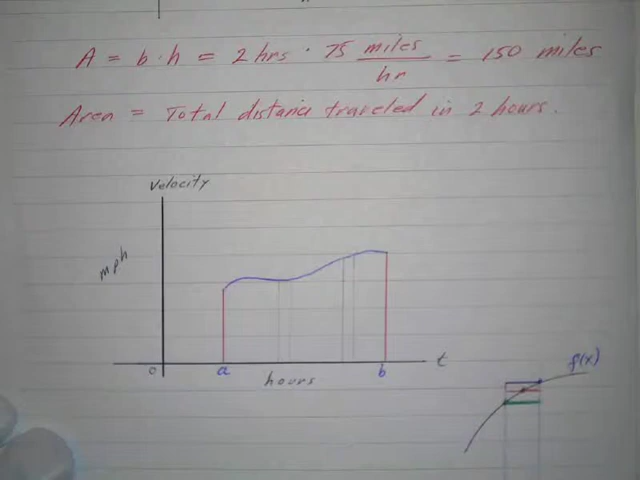 A = b · h = 2 hrs · 75 miles/hr = 150 miles
Area = Total distance traveled in 2 hours.
Velocity
mph
0 a b t
hours
f(x)